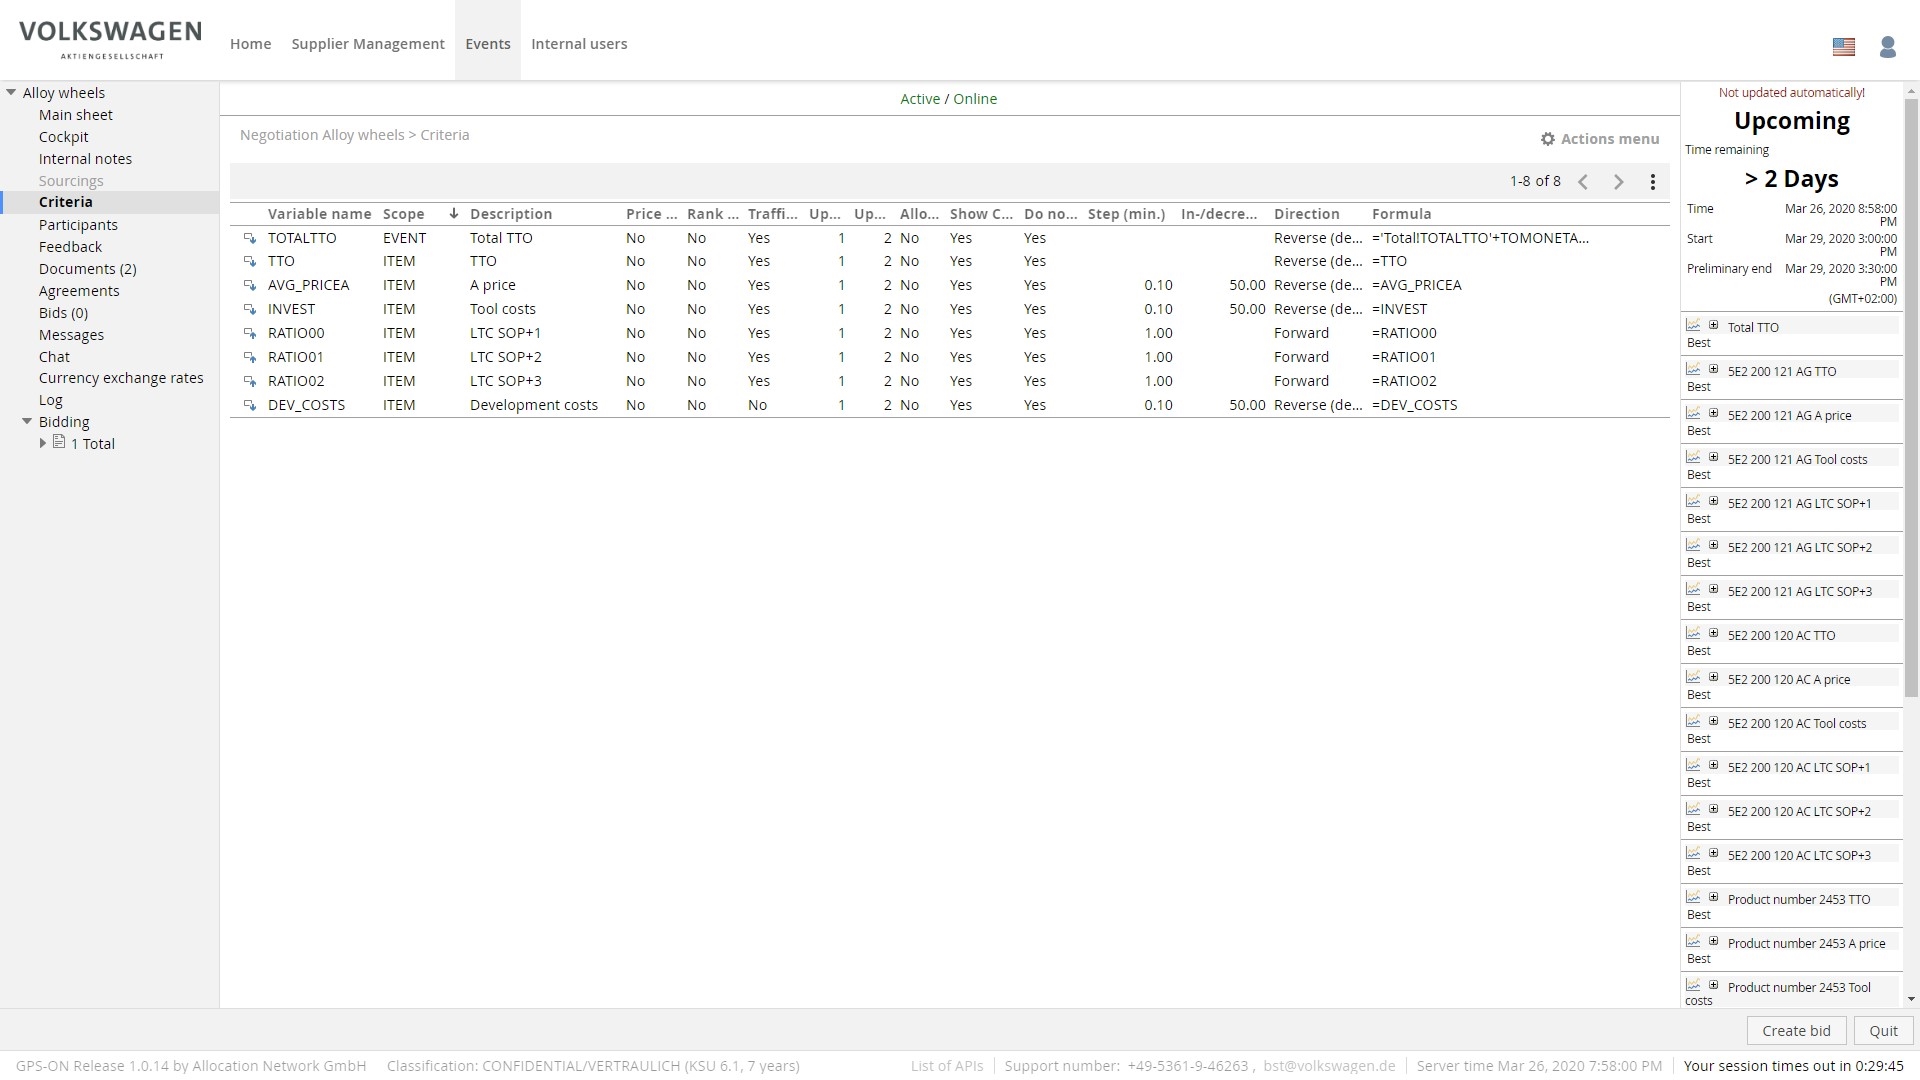 VOLKSWAGEN
AKTIENGESELLSCHAFT
Home Supplier Management Events Internal users
Alloy wheels
Main sheet
Cockpit
Internal notes
Sourcings
Criteria
Participants
Feedback
Documents (2)
Agreements
Bids (0)
Messages
Chat
Currency exchange rates
Log
Bidding
1 Total
Active / Online
Negotiation Alloy wheels > Criteria
Actions menu
1-8 of 8
Variable name Scope Description Price ... Rank ... Traffi... Up... Up... Allo... Show C... Do no... Step (min.) In-/decre... Direction Formula
TOTALTTO EVENT Total TTO No No Yes 1 2 No Yes Yes Reverse (de... ='Total!TOTALTTO'+TOMONETA...
TTO ITEM TTO No No Yes 1 2 No Yes Yes Reverse (de... =TTO
AVG_PRICEA ITEM A price No No Yes 1 2 No Yes Yes 0.10 50.00 Reverse (de... =AVG_PRICEA
INVEST ITEM Tool costs No No Yes 1 2 No Yes Yes 0.10 50.00 Reverse (de... =INVEST
RATIO00 ITEM LTC SOP+1 No No Yes 1 2 No Yes Yes 1.00 Forward =RATIO00
RATIO01 ITEM LTC SOP+2 No No Yes 1 2 No Yes Yes 1.00 Forward =RATIO01
RATIO02 ITEM LTC SOP+3 No No Yes 1 2 No Yes Yes 1.00 Forward =RATIO02
DEV_COSTS ITEM Development costs No No No 1 2 No Yes Yes 0.10 50.00 Reverse (de... =DEV_COSTS
Not updated automatically!
Upcoming
Time remaining
> 2 Days
Time Mar 26, 2020 8:58:00
PM
Start Mar 29, 2020 3:00:00
PM
Preliminary end Mar 29, 2020 3:30:00
PM
(GMT+02:00)
Total TTO
Best
5E2 200 121 AG TTO
Best
5E2 200 121 AG A price
Best
5E2 200 121 AG Tool costs
Best
5E2 200 121 AG LTC SOP+1
Best
5E2 200 121 AG LTC SOP+2
Best
5E2 200 121 AG LTC SOP+3
Best
5E2 200 120 AC TTO
Best
5E2 200 120 AC A price
Best
5E2 200 120 AC Tool costs
Best
5E2 200 120 AC LTC SOP+1
Best
5E2 200 120 AC LTC SOP+2
Best
5E2 200 120 AC LTC SOP+3
Best
Product number 2453 TTO
Best
Product number 2453 A price
Best
Product number 2453 Tool
costs
Create bid Quit
GPS-ON Release 1.0.14 by Allocation Network GmbH Classification: CONFIDENTIAL/VERTRAULICH (KSU 6.1, 7 years) List of APIs Support number: +49-5361-9-46263 , bst@volkswagen.de Server time Mar 26, 2020 7:58:00 PM Your session times out in 0:29:45